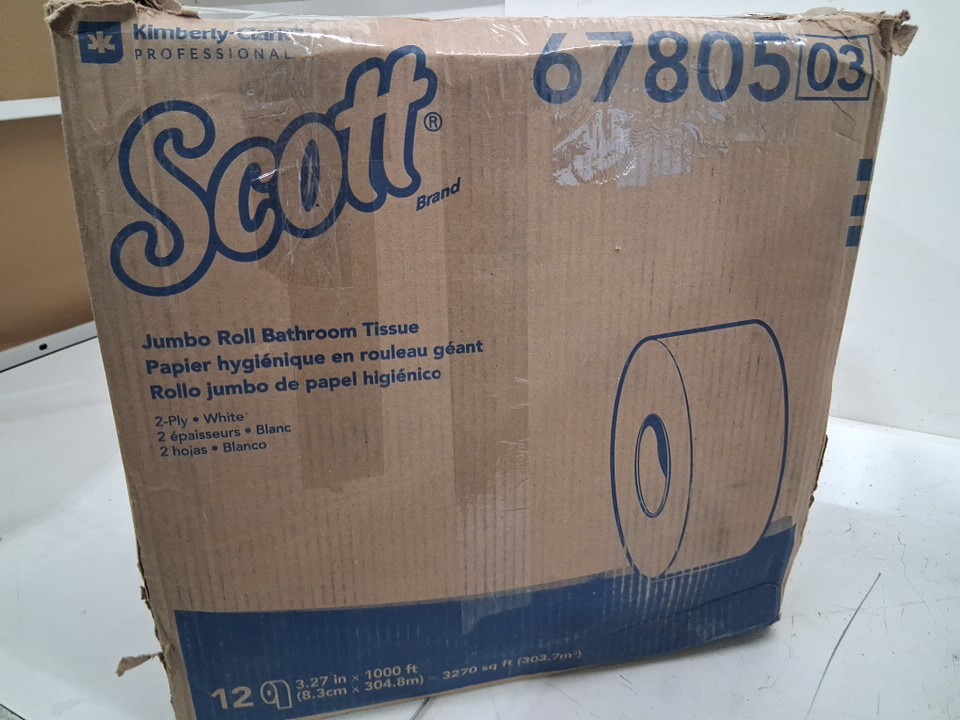 Kimberly-Clark™
PROFESSIONAL
67805 03
Scott®
Brand
Jumbo Roll Bathroom Tissue
Papier hygiénique en rouleau géant
Rollo jumbo de papel higiénico
2-Ply • White
2 épaisseurs • Blanc
2 hojas • Blanco
12
3.27 in x 1000 ft
(8.3cm x 304.8m) - 3270 sq ft (303.7m²)